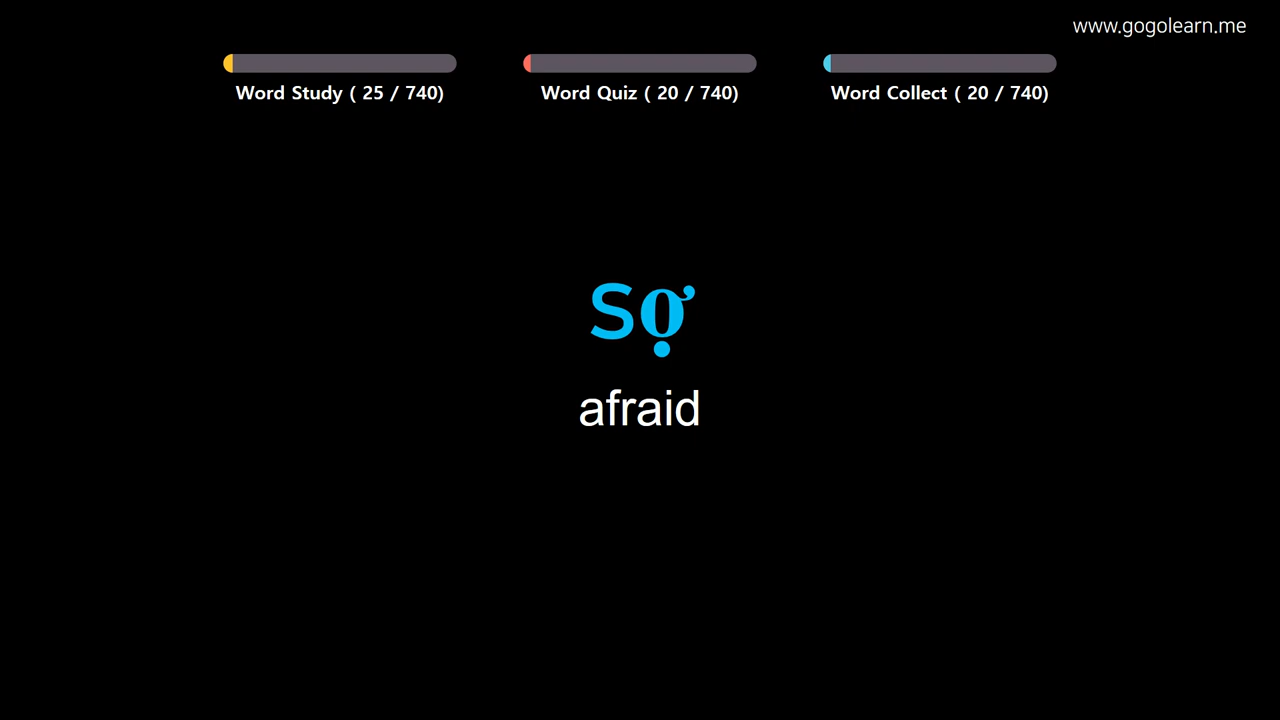 www.gogolearn.me
Word Study ( 25 / 740)
Word Quiz ( 20 / 740)
Word Collect ( 20 / 740)
sợ
afraid